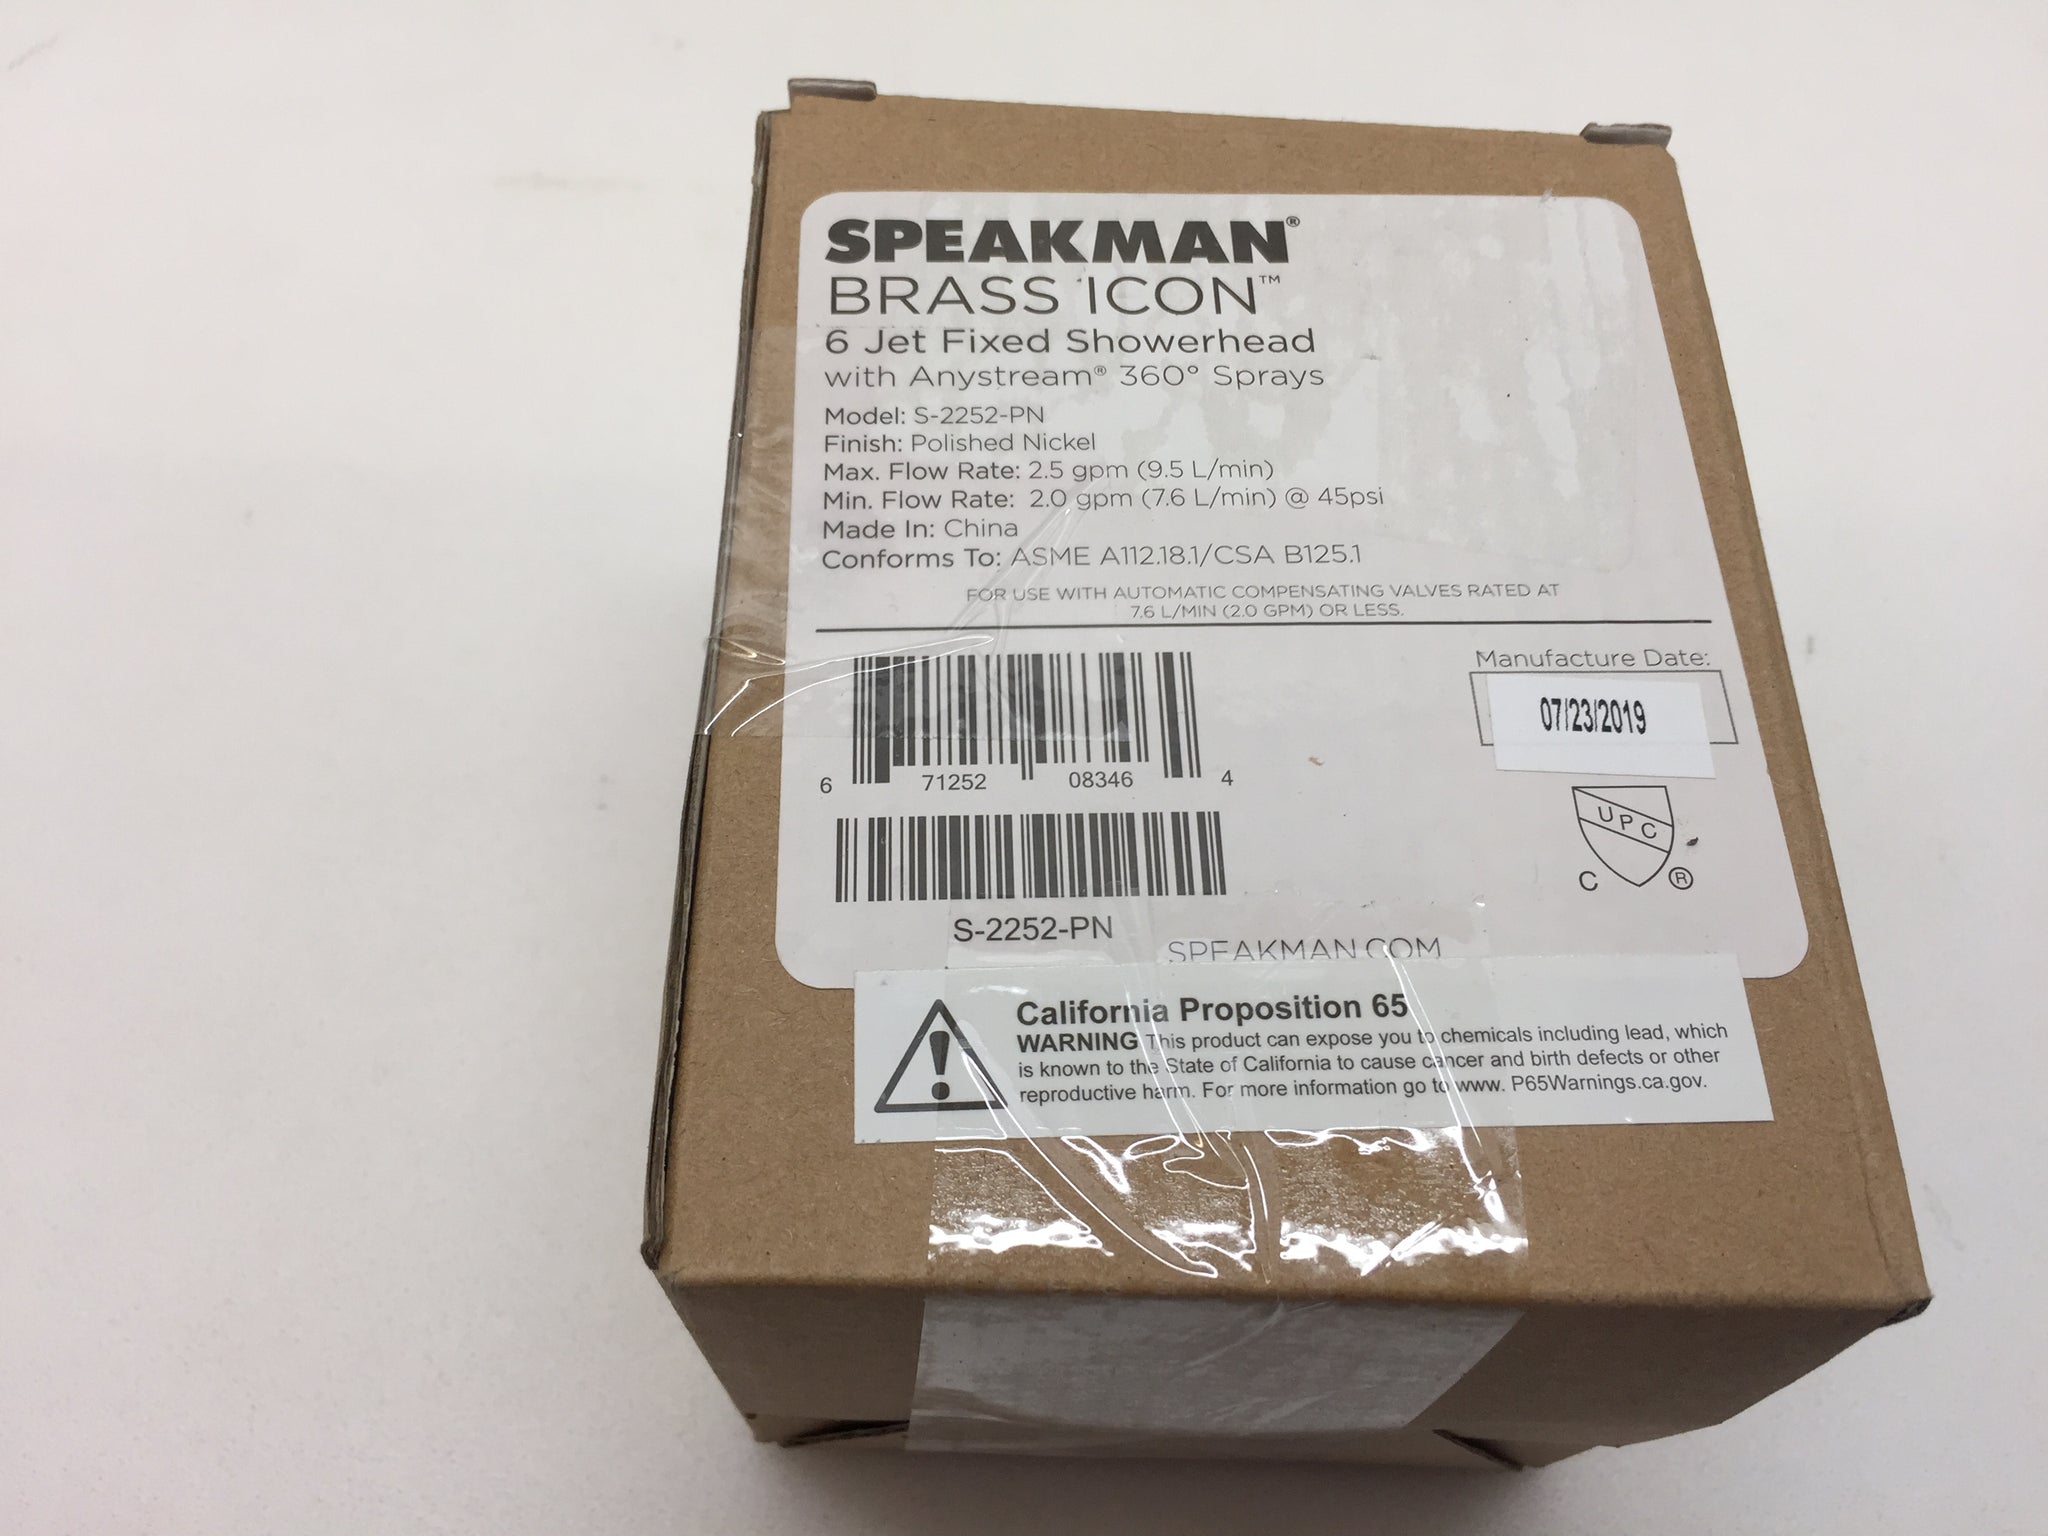 SPEAKMAN®
BRASS ICON™
6 Jet Fixed Showerhead
with Anystream® 360° Sprays
Model: S-2252-PN
Finish: Polished Nickel
Max. Flow Rate: 2.5 gpm (9.5 L/min)
Min. Flow Rate: 2.0 gpm (7.6 L/min) @ 45psi
Made In: China
Conforms To: ASME A112.18.1/CSA B125.1
FOR USE WITH AUTOMATIC COMPENSATING VALVES RATED AT
7.6 L/MIN (2.0 GPM) OR LESS.
Manufacture Date:
07/23/2019
6 71252 08346 4
UPC
C ®
S-2252-PN
SPEAKMAN.COM
California Proposition 65
WARNING This product can expose you to chemicals including lead, which
is known to the State of California to cause cancer and birth defects or other
reproductive harm. For more information go to www. P65Warnings.ca.gov.